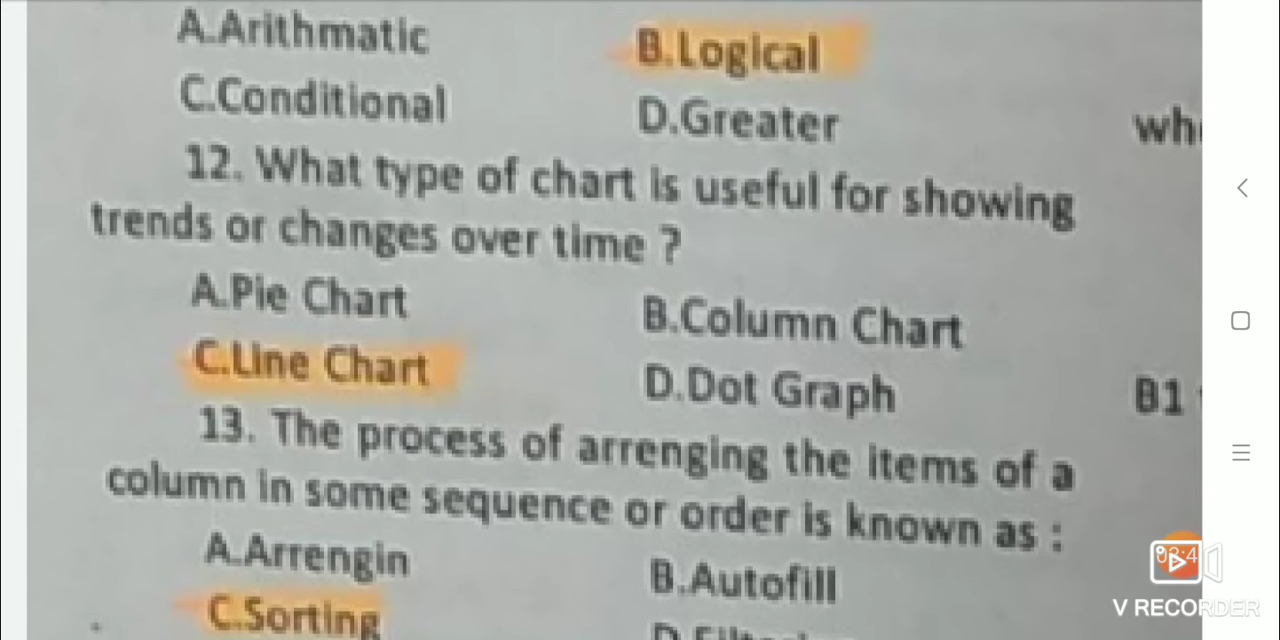 A.Arithmatic
B.Logical
C.Conditional
D.Greater
12. What type of chart is useful for showing
trends or changes over time ?
A.Pie Chart
B.Column Chart
C.Line Chart
D.Dot Graph
B1
13. The process of arrenging the items of a
column in some sequence or order is known as :
A.Arrengin
B.Autofill
C.Sorting
V RECORDER